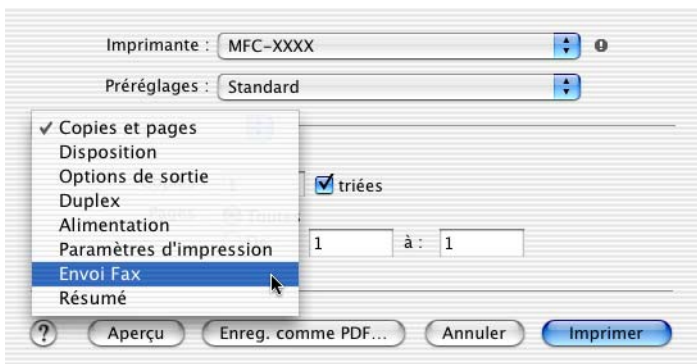 Imprimante : MFC-XXXX
Préréglages : Standard
✓ Copies et pages
Disposition
Options de sortie
Duplex
Alimentation
Paramètres d'impression
Envoi Fax
Résumé
triées
1 à : 1
? Aperçu Enreg. comme PDF... Annuler Imprimer